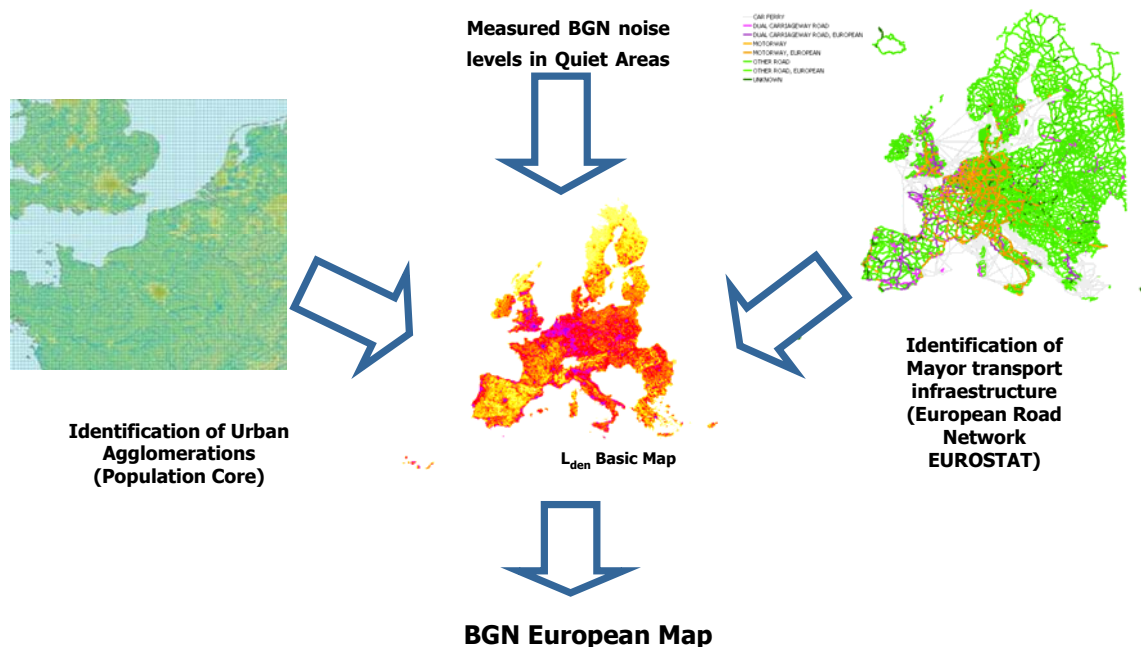 Measured BGN noise
levels in Quiet Areas
CAR FERRY
DUAL CARRIAGEWAY ROAD
DUAL CARRIAGEWAY ROAD, EUROPEAN
MOTORWAY
MOTORWAY, EUROPEAN
OTHER ROAD
OTHER ROAD, EUROPEAN
UNKNOWN
Identification of Urban
Agglomerations
(Population Core)
Lden Basic Map
Identification of
Mayor transport
infraestructure
(European Road
Network
EUROSTAT)
BGN European Map